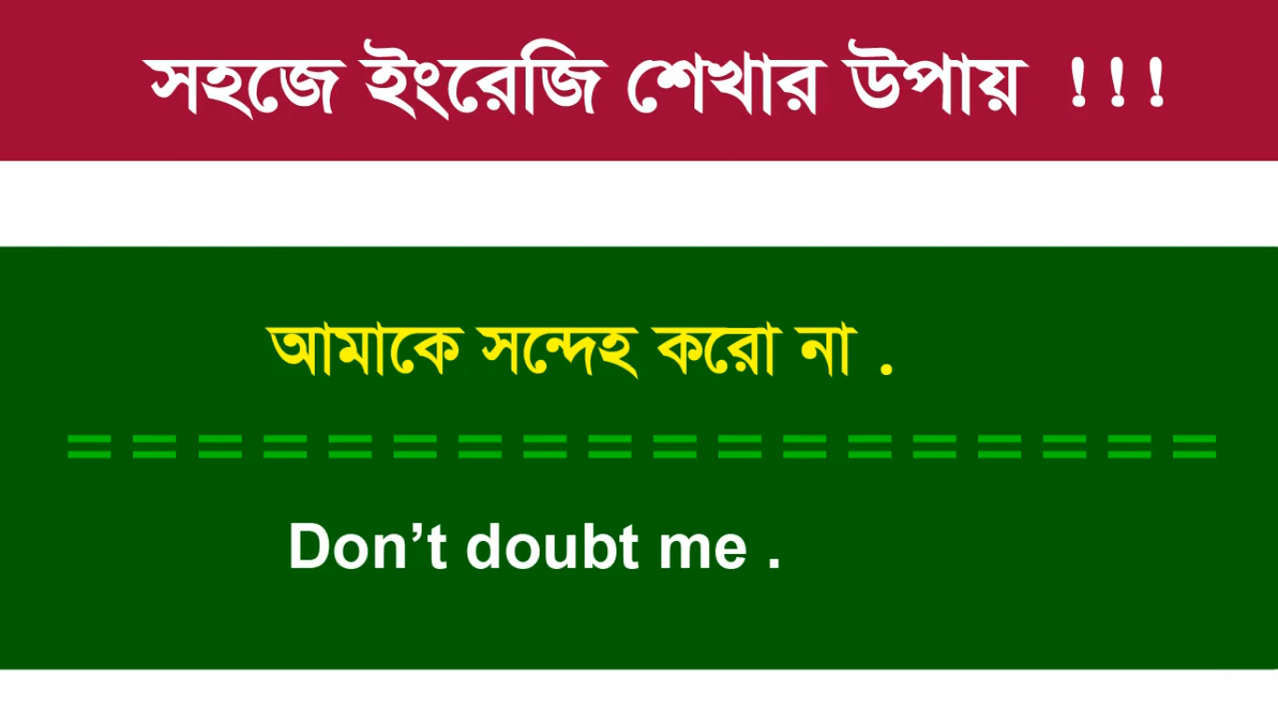 সহজে ইংরেজি শেখার উপায় !!!
আমাকে সন্দেহ করো না .
= = = = = = = = = = = = = = = = = =
Don’t doubt me .